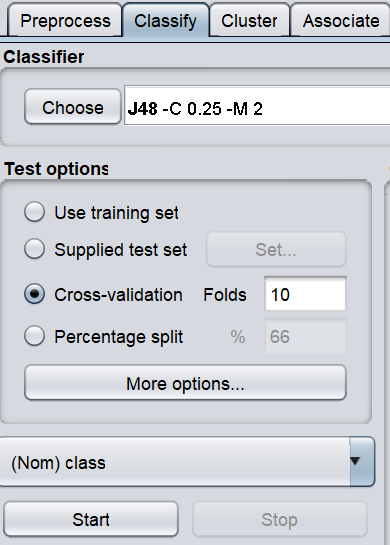 Preprocess Classify Cluster Associate
Classifier
Choose J48 -C 0.25 -M 2
Test options
Use training set
Supplied test set Set...
Cross-validation Folds 10
Percentage split % 66
More options...
(Nom) class
Start Stop